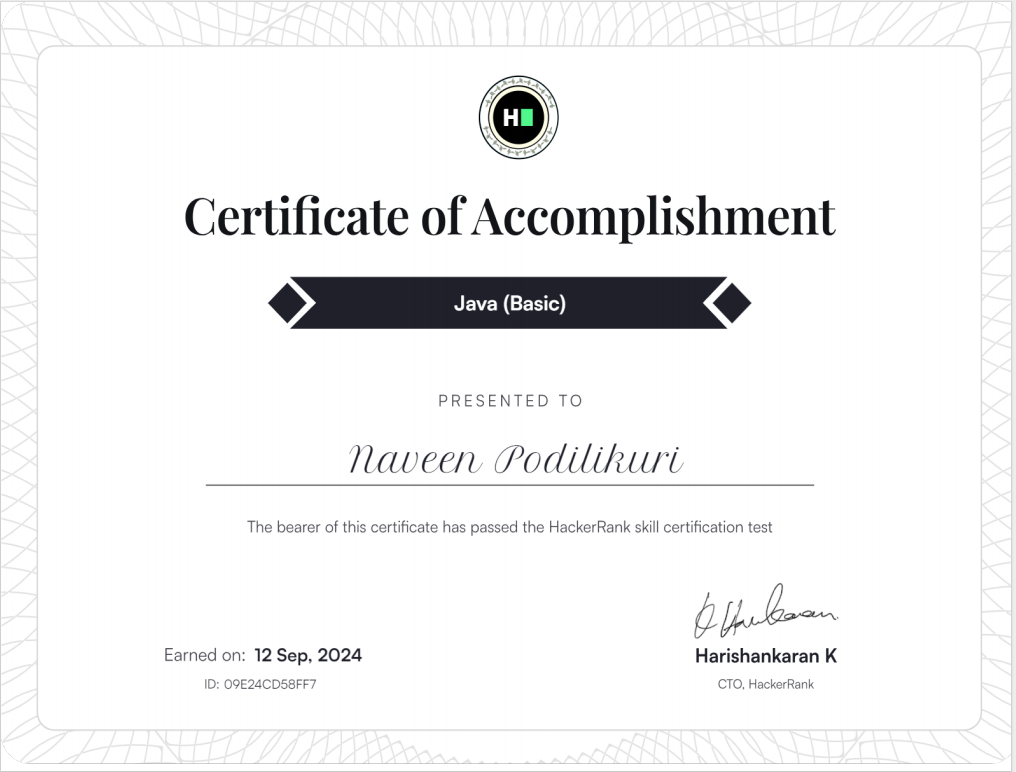 H
Certificate of Accomplishment
Java (Basic)
PRESENTED TO
Naveen Podilikuri
The bearer of this certificate has passed the HackerRank skill certification test
Earned on: 12 Sep, 2024
ID: 09E24CD58FF7
Harishankaran K
CTO, HackerRank